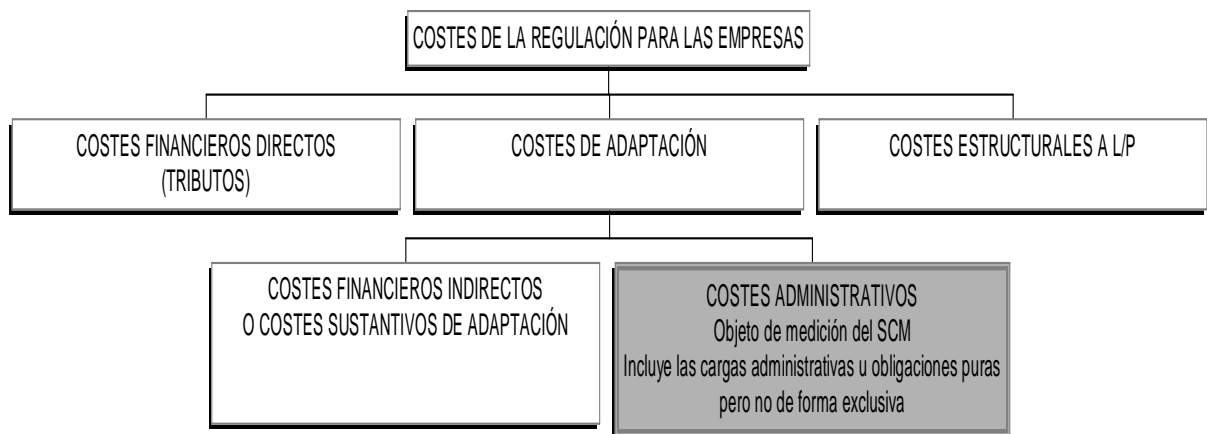 COSTES DE LA REGULACIÓN PARA LAS EMPRESAS
COSTES FINANCIEROS DIRECTOS
(TRIBUTOS)
COSTES DE ADAPTACIÓN
COSTES ESTRUCTURALES A L/P
COSTES FINANCIEROS INDIRECTOS
O COSTES SUSTANTIVOS DE ADAPTACIÓN
COSTES ADMINISTRATIVOS
Objeto de medición del SCM
Incluye las cargas administrativas u obligaciones puras
pero no de forma exclusiva